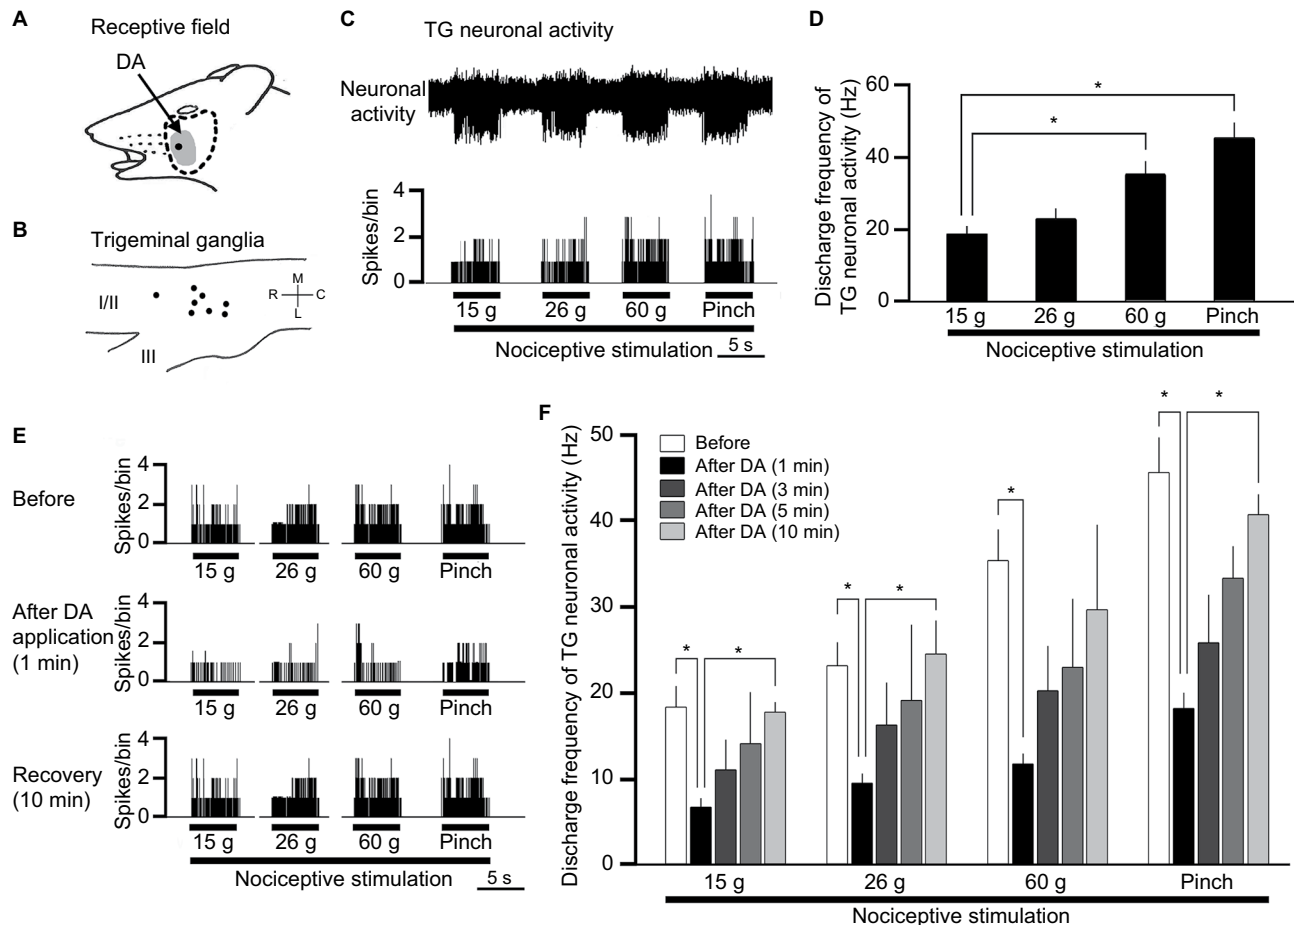 A
Receptive field
DA
B
Trigeminal ganglia
I/II
III
M
R
C
L
C
TG neuronal activity
Neuronal
activity
Spikes/bin
4
2
0
15 g 26 g 60 g Pinch
Nociceptive stimulation
5 s
D
Discharge frequency of
TG neuronal activity (Hz)
60
40
20
0
*
*
15 g 26 g 60 g Pinch
Nociceptive stimulation
E
Before
Spikes/bin
4
2
0
15 g 26 g 60 g Pinch
After DA
application
(1 min)
Spikes/bin
4
2
0
15 g 26 g 60 g Pinch
Recovery
(10 min)
Spikes/bin
4
2
0
15 g 26 g 60 g Pinch
Nociceptive stimulation
5 s
F
Discharge frequency of TG neuronal activity (Hz)
50
40
30
20
10
0
Before
After DA (1 min)
After DA (3 min)
After DA (5 min)
After DA (10 min)
* *
* *
*
* *
15 g 26 g 60 g Pinch
Nociceptive stimulation